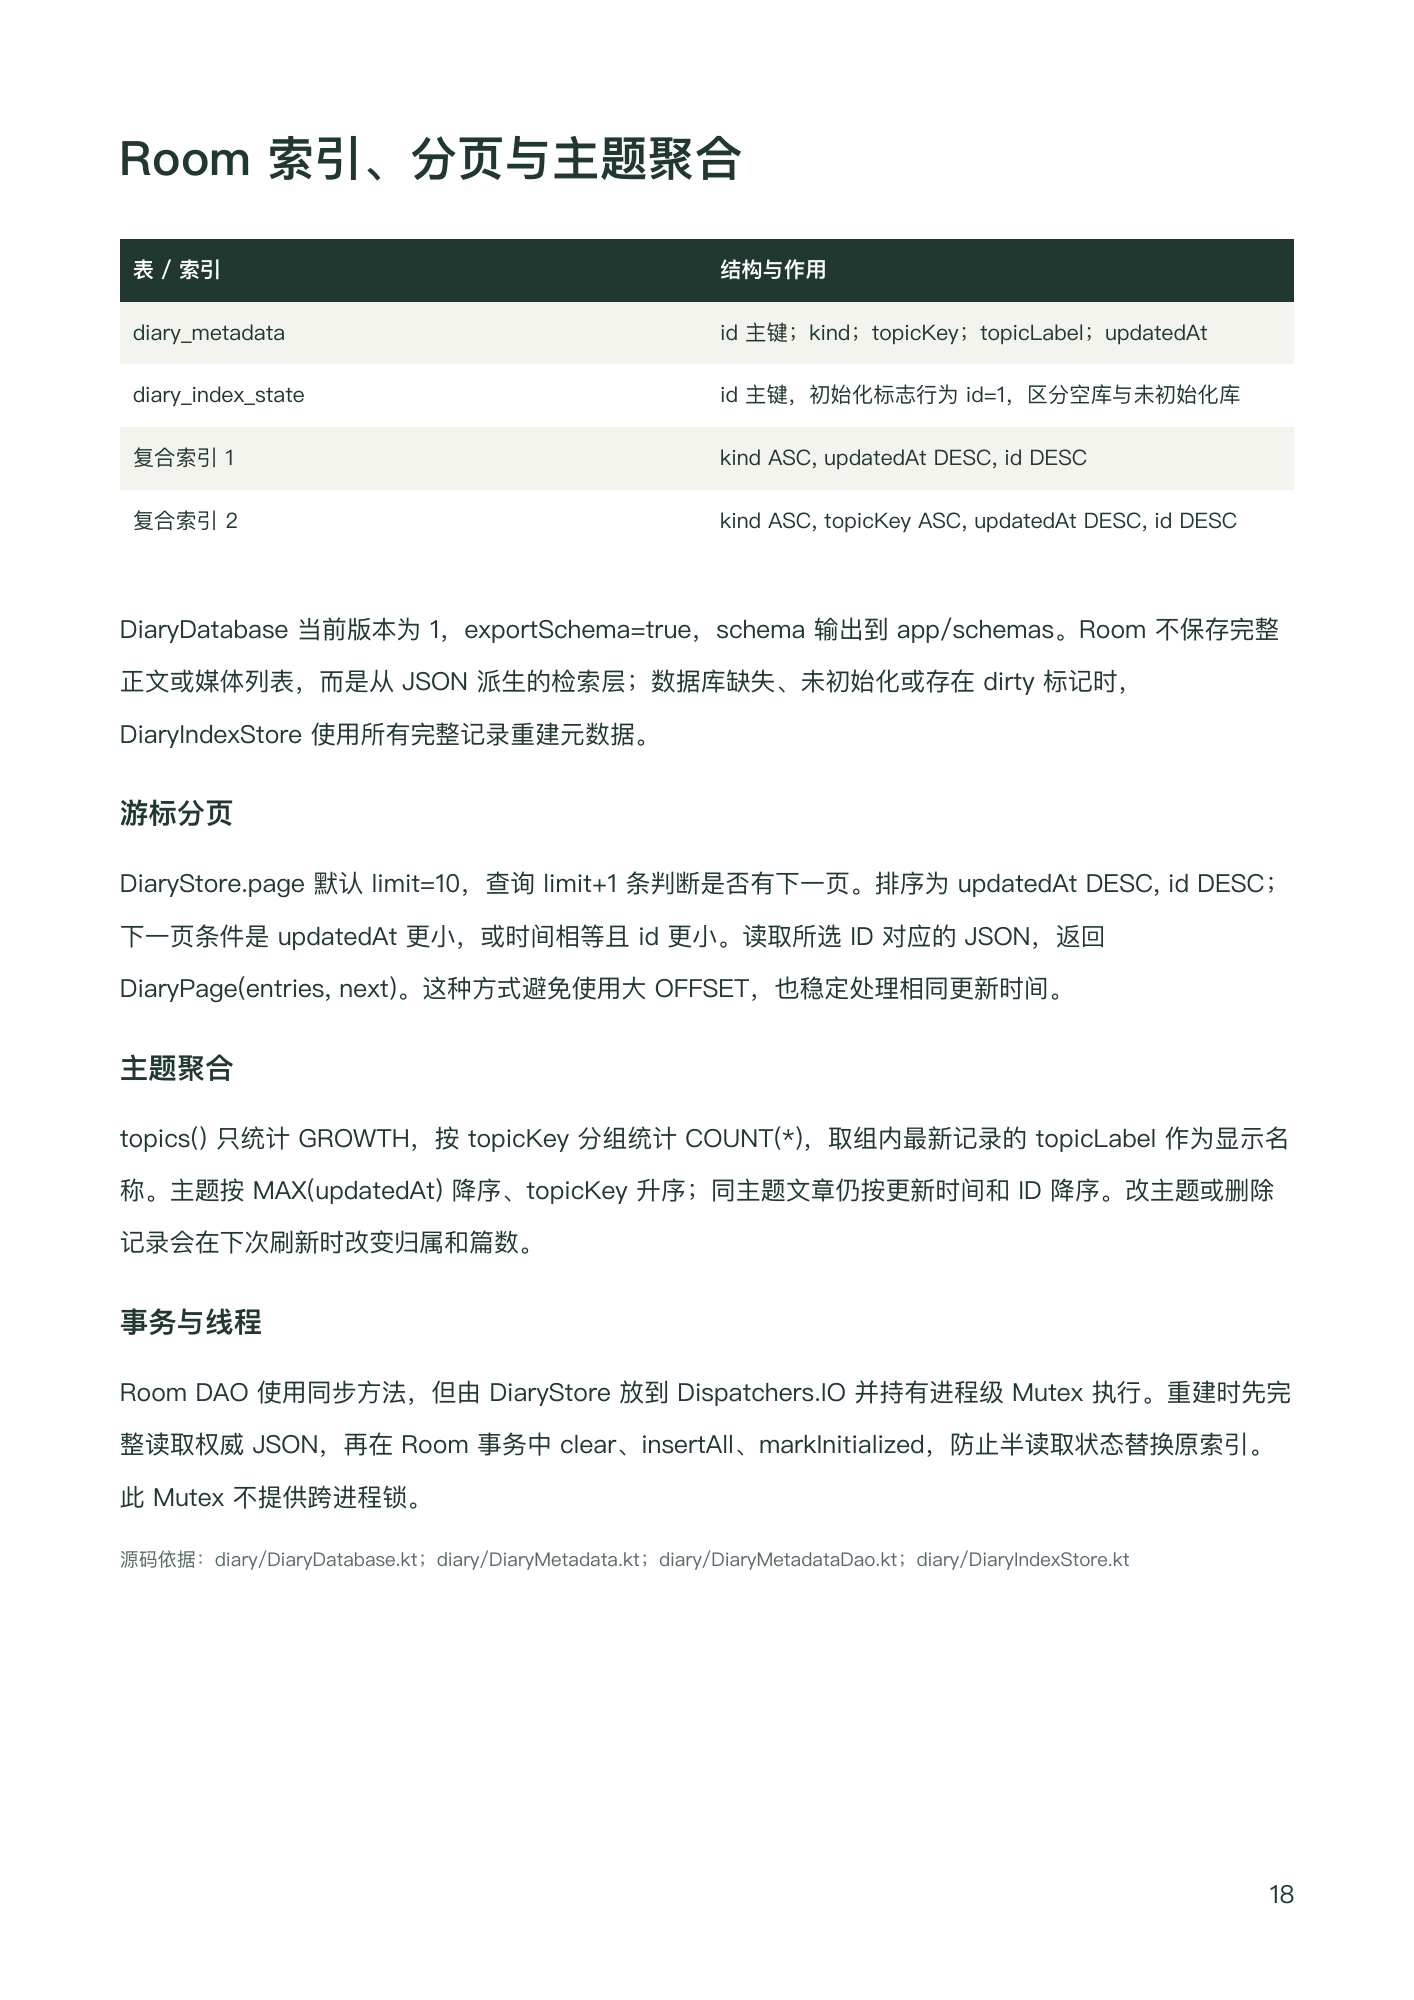 Room 索引、分页与主题聚合
表 / 索引 结构与作用
diary_metadata id 主键；kind；topicKey；topicLabel；updatedAt
diary_index_state id 主键，初始化标志行为 id=1，区分空库与未初始化库
复合索引 1 kind ASC, updatedAt DESC, id DESC
复合索引 2 kind ASC, topicKey ASC, updatedAt DESC, id DESC
DiaryDatabase 当前版本为 1，exportSchema=true，schema 输出到 app/schemas。Room 不保存完整
正文或媒体列表，而是从 JSON 派生的检索层；数据库缺失、未初始化或存在 dirty 标记时，
DiaryIndexStore 使用所有完整记录重建元数据。
游标分页
DiaryStore.page 默认 limit=10，查询 limit+1 条判断是否有下一页。排序为 updatedAt DESC, id DESC；
下一页条件是 updatedAt 更小，或时间相等且 id 更小。读取所选 ID 对应的 JSON，返回
DiaryPage(entries, next)。这种方式避免使用大 OFFSET，也稳定处理相同更新时间。
主题聚合
topics() 只统计 GROWTH，按 topicKey 分组统计 COUNT(*)，取组内最新记录的 topicLabel 作为显示名
称。主题按 MAX(updatedAt) 降序、topicKey 升序；同主题文章仍按更新时间和 ID 降序。改主题或删除
记录会在下次刷新时改变归属和篇数。
事务与线程
Room DAO 使用同步方法，但由 DiaryStore 放到 Dispatchers.IO 并持有进程级 Mutex 执行。重建时先完
整读取权威 JSON，再在 Room 事务中 clear、insertAll、markInitialized，防止半读取状态替换原索引。
此 Mutex 不提供跨进程锁。
源码依据：diary/DiaryDatabase.kt；diary/DiaryMetadata.kt；diary/DiaryMetadataDao.kt；diary/DiaryIndexStore.kt
18